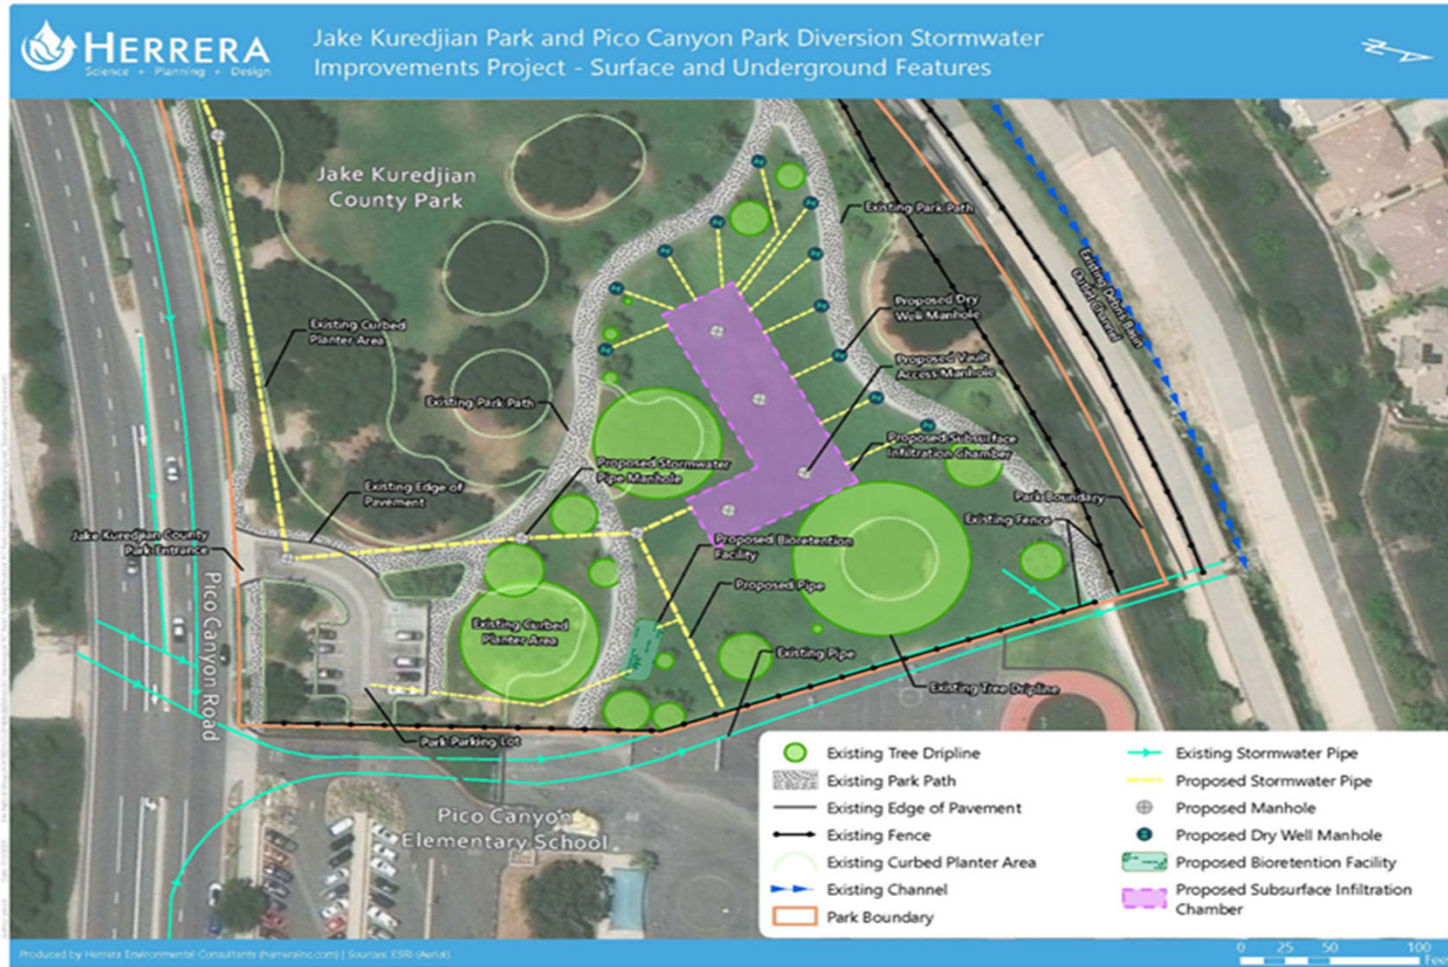 HERRERA
Science + Planning + Design
Jake Kuredjian Park and Pico Canyon Park Diversion Stormwater
Improvements Project - Surface and Underground Features
N
Jake Kuredjian
County Park
Existing Park Path
Existing Debris Basin
Outlet Channel
Proposed Dry
Well Manhole
Existing Curbed
Planter Area
Proposed Vault
Access Manhole
Existing Park Path
Proposed Subsurface
Infiltration Chamber
Proposed Stormwater
Pipe Manhole
Existing Edge of
Pavement
Park Boundary
Existing Fence
Jake Kuredjian County
Park Entrance
Proposed Bioretention
Facility
Proposed Pipe
Pico Canyon Road
Existing Curbed
Planter Area
Existing Pipe
Existing Tree Dripline
Park Parking Lot
Pico Canyon
Elementary School
Existing Tree Dripline
Existing Park Path
Existing Edge of Pavement
Existing Fence
Existing Curbed Planter Area
Existing Channel
Park Boundary
Existing Stormwater Pipe
Proposed Stormwater Pipe
Proposed Manhole
Proposed Dry Well Manhole
Proposed Bioretention Facility
Proposed Subsurface Infiltration
Chamber
Produced by Herrera Environmental Consultants (herrerainc.com) | Sources: ESRI (Aerial)
0 25 50 100
Feet